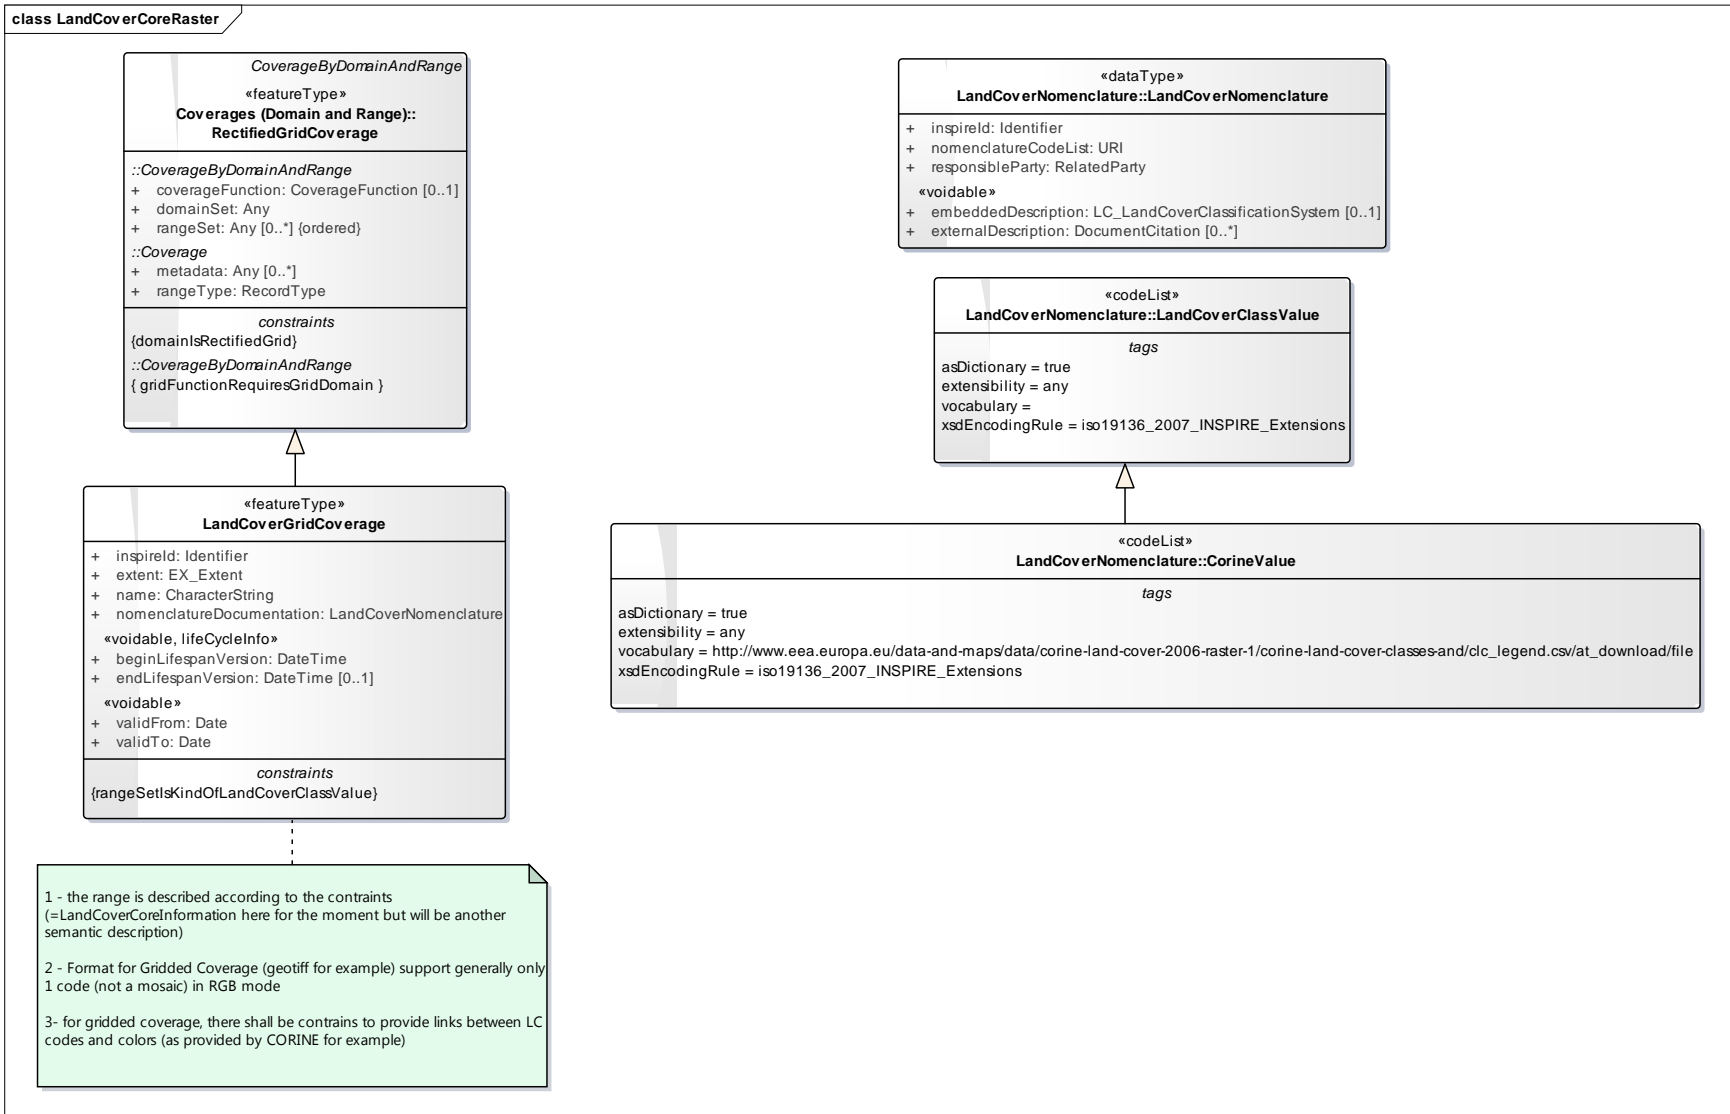 class LandCoverCoreRaster
CoverageByDomainAndRange
«featureType»
Coverages (Domain and Range)::
RectifiedGridCoverage
::CoverageByDomainAndRange
+ coverageFunction: CoverageFunction [0..1]
+ domainSet: Any
+ rangeSet: Any [0..*] {ordered}
::Coverage
+ metadata: Any [0..*]
+ rangeType: RecordType
constraints
{domainIsRectifiedGrid}
::CoverageByDomainAndRange
{ gridFunctionRequiresGridDomain }
«featureType»
LandCoverGridCoverage
+ inspireId: Identifier
+ extent: EX_Extent
+ name: CharacterString
+ nomenclatureDocumentation: LandCoverNomenclature
«voidable, lifeCycleInfo»
+ beginLifespanVersion: DateTime
+ endLifespanVersion: DateTime [0..1]
«voidable»
+ validFrom: Date
+ validTo: Date
constraints
{rangeSetIsKindOfLandCoverClassValue}
1 - the range is described according to the contraints
(=LandCoverCoreInformation here for the moment but will be another
semantic description)
2 - Format for Gridded Coverage (geotiff for example) support generally only
1 code (not a mosaic) in RGB mode
3- for gridded coverage, there shall be contrains to provide links between LC
codes and colors (as provided by CORINE for example)
«dataType»
LandCoverNomenclature::LandCoverNomenclature
+ inspireId: Identifier
+ nomenclatureCodeList: URI
+ responsibleParty: RelatedParty
«voidable»
+ embeddedDescription: LC_LandCoverClassificationSystem [0..1]
+ externalDescription: DocumentCitation [0..*]
«codeList»
LandCoverNomenclature::LandCoverClassValue
tags
asDictionary = true
extensibility = any
vocabulary =
xsdEncodingRule = iso19136_2007_INSPIRE_Extensions
«codeList»
LandCoverNomenclature::CorineValue
tags
asDictionary = true
extensibility = any
vocabulary = http://www.eea.europa.eu/data-and-maps/data/corine-land-cover-2006-raster-1/corine-land-cover-classes-and/clc_legend.csv/at_download/file
xsdEncodingRule = iso19136_2007_INSPIRE_Extensions